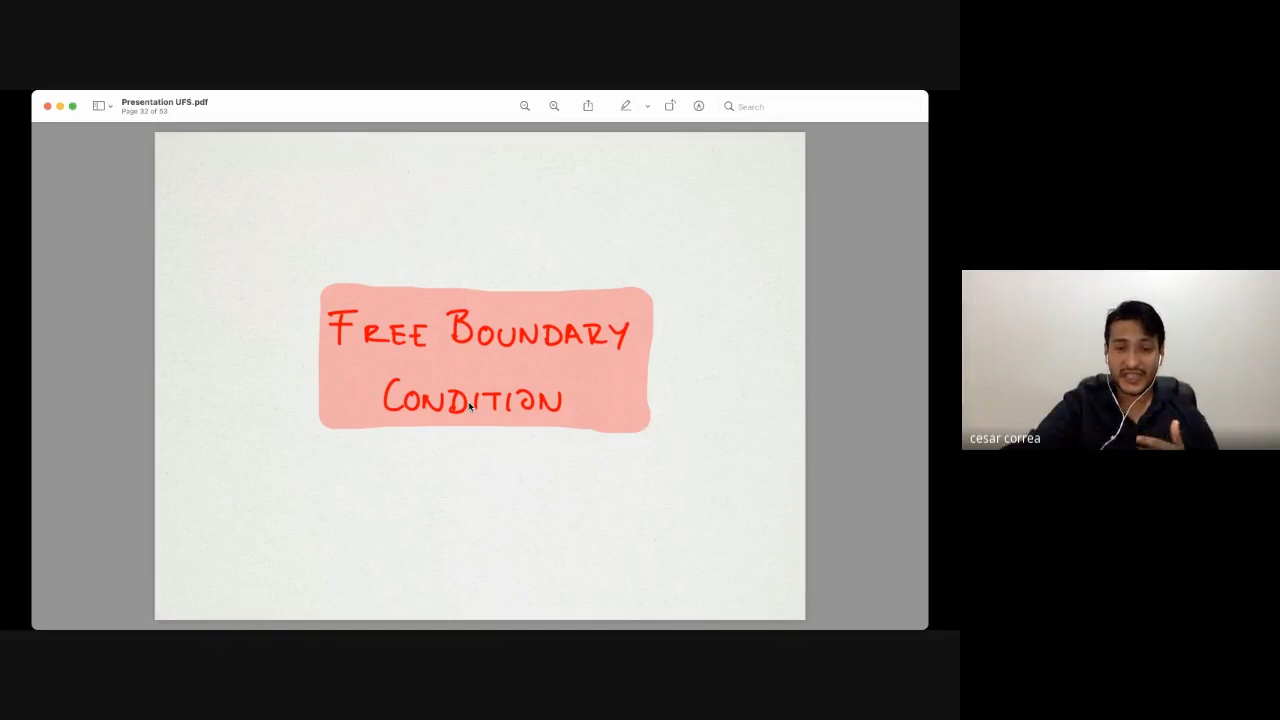 Presentation UFS.pdf
Page 32 of 53
Search
FREE BOUNDARY
CONDITION
cesar correa